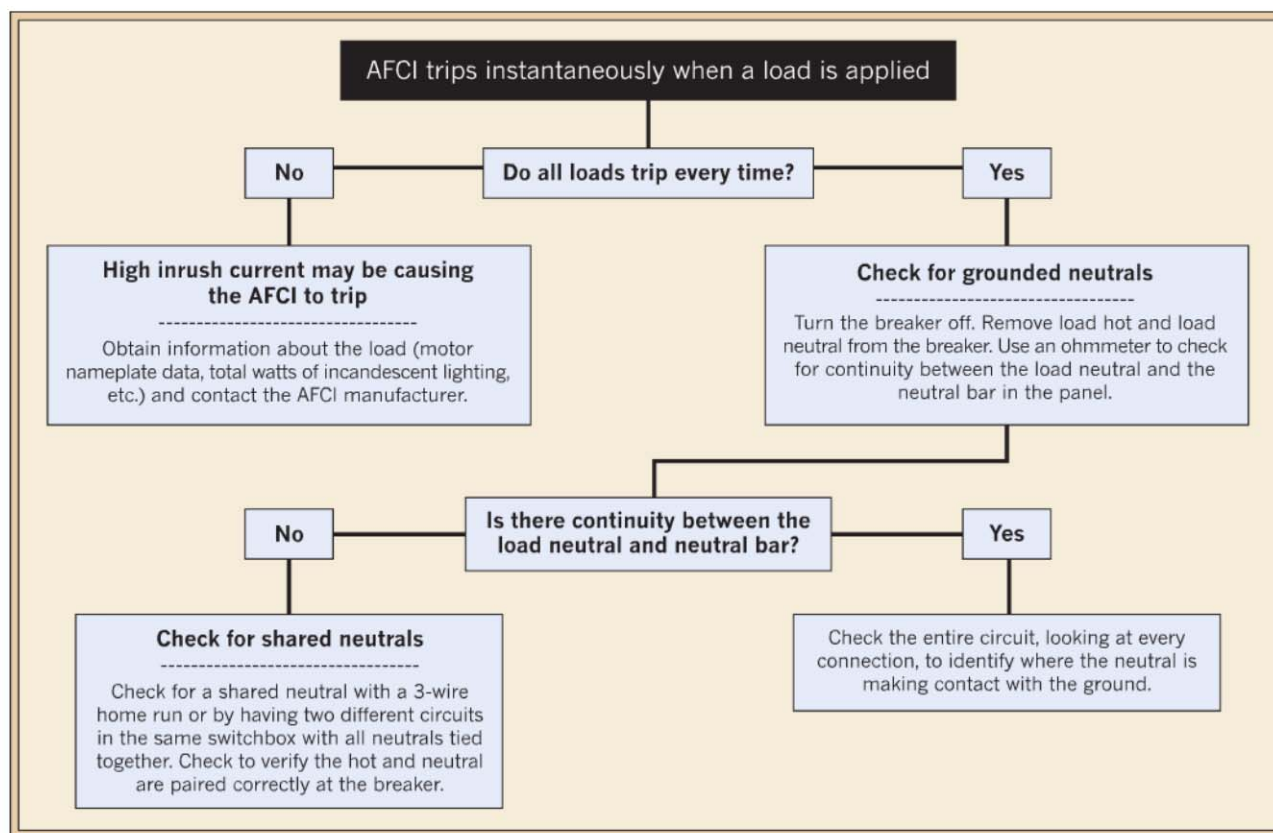 AFCI trips instantaneously when a load is applied
No
Do all loads trip every time?
Yes
High inrush current may be causing
the AFCI to trip
----------------------------------
Obtain information about the load (motor
nameplate data, total watts of incandescent lighting,
etc.) and contact the AFCI manufacturer.
Check for grounded neutrals
----------------------------------
Turn the breaker off. Remove load hot and load
neutral from the breaker. Use an ohmmeter to check
for continuity between the load neutral and the
neutral bar in the panel.
No
Is there continuity between the
load neutral and neutral bar?
Yes
Check for shared neutrals
----------------------------------
Check for a shared neutral with a 3-wire
home run or by having two different circuits
in the same switchbox with all neutrals tied
together. Check to verify the hot and neutral
are paired correctly at the breaker.
Check the entire circuit, looking at every
connection, to identify where the neutral is
making contact with the ground.